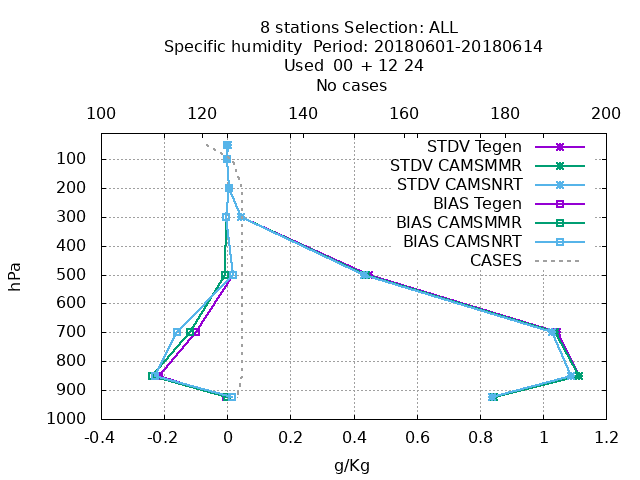 8 stations Selection: ALL
Specific humidity  Period: 20180601-20180614
Used  00  + 12 24
No cases
100 120 140 160 180 200
STDV Tegen
STDV CAMSMMR
STDV CAMSNRT
BIAS Tegen
BIAS CAMSMMR
BIAS CAMSNRT
CASES
100
200
300
400
500
600
700
800
900
1000
hPa
-0.4 -0.2 0 0.2 0.4 0.6 0.8 1 1.2
g/Kg